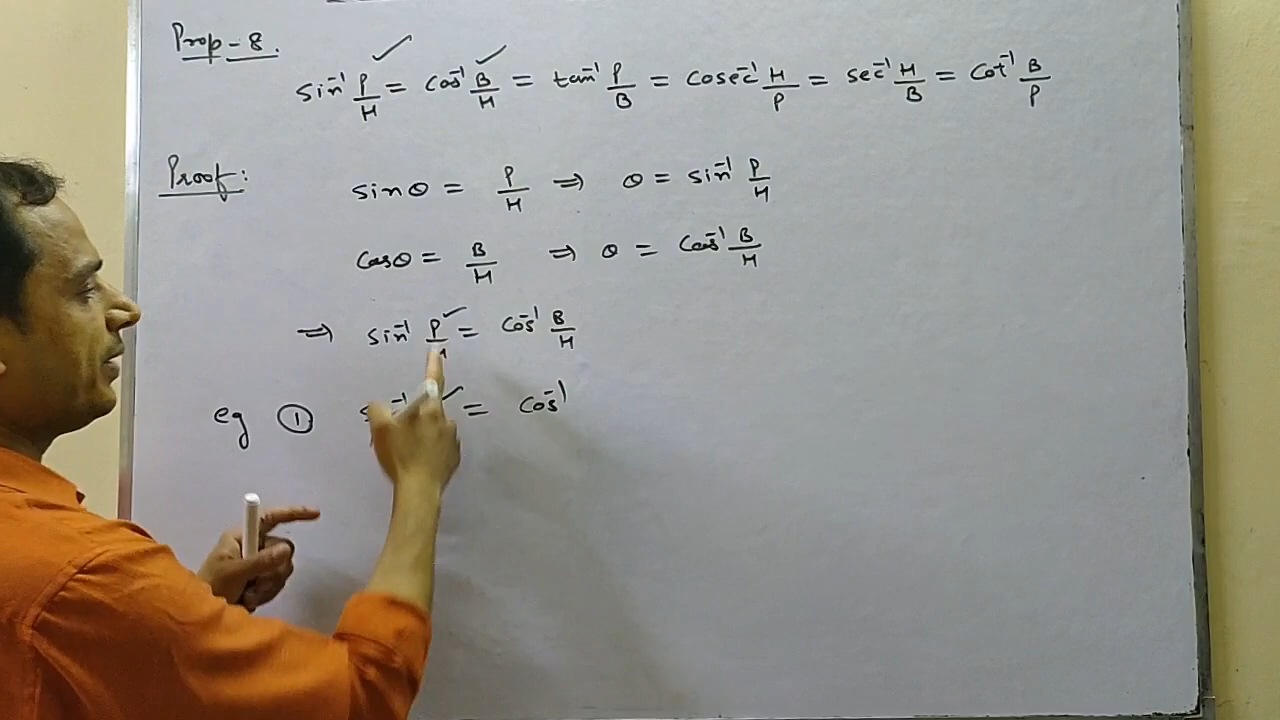 Prop-8.
sin⁻¹ P/H = cos⁻¹ B/H = tan⁻¹ P/B = cosec⁻¹ H/P = sec⁻¹ H/B = cot⁻¹ B/P
Proof: sinθ = P/H ⇒ θ = sin⁻¹ P/H
cosθ = B/H ⇒ θ = cos⁻¹ B/H
⇒ sin⁻¹ P/H = cos⁻¹ B/H
eg ① = cos⁻¹